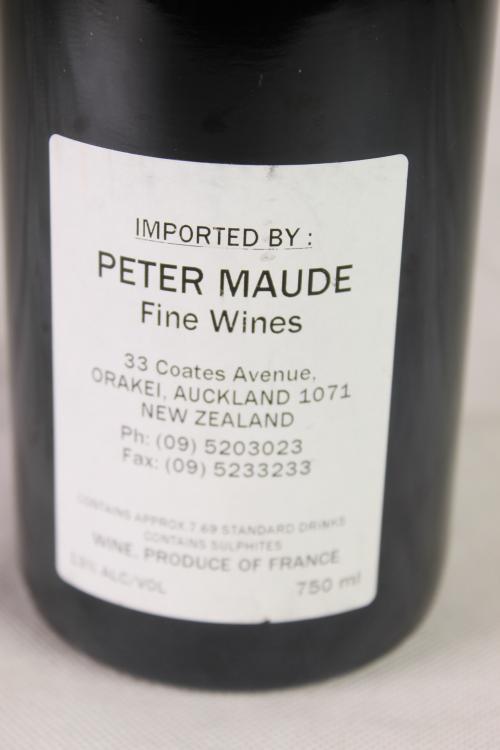 IMPORTED BY :
PETER MAUDE
Fine Wines
33 Coates Avenue,
ORAKEI, AUCKLAND 1071
NEW ZEALAND
Ph: (09) 5203023
Fax: (09) 5233233
CONTAINS APPROX 7.69 STANDARD DRINKS
CONTAINS SULPHITES
WINE. PRODUCE OF FRANCE
13% ALC/VOL 750 ml